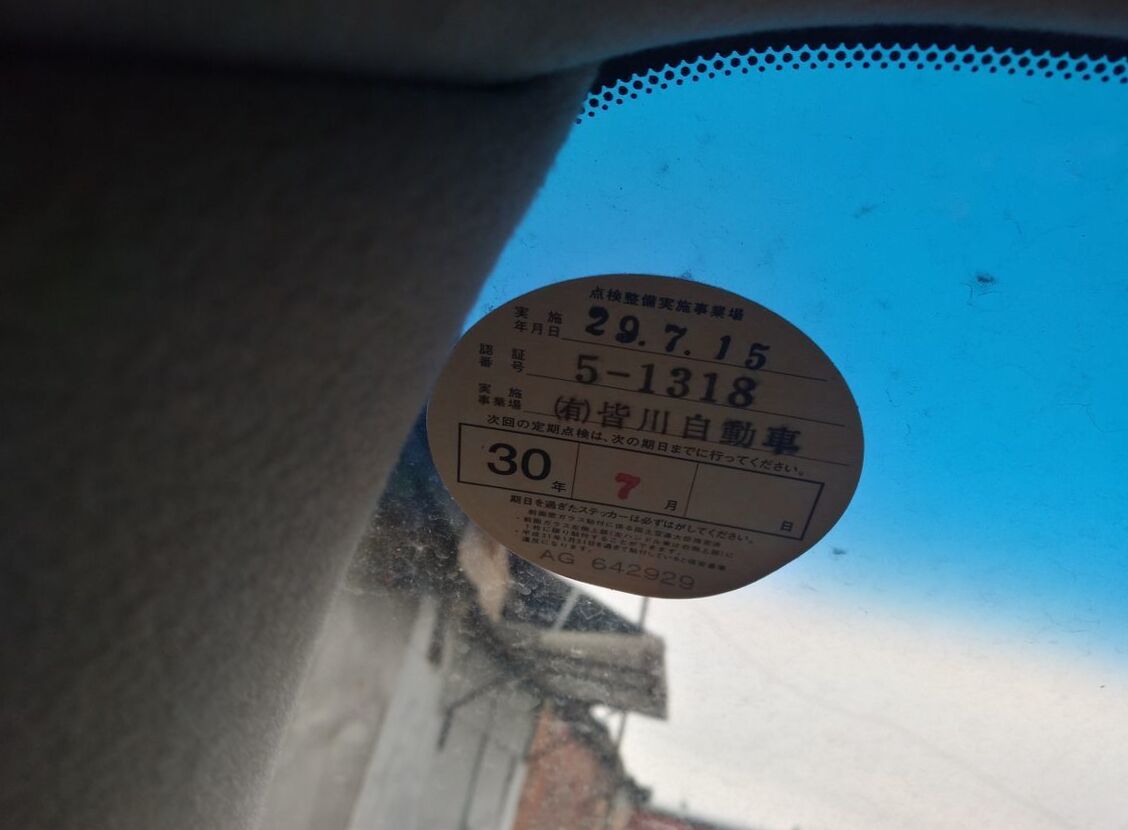 点検整備実施事業場
実施年月日 29.7.15
認証番号 5-1318
実施事業場 ㈲皆川自動車
次回の定期点検は、次の期日までに行ってください。
30年 7月 日
期日を過ぎたステッカーは必ずはがしてください。
AG 642929